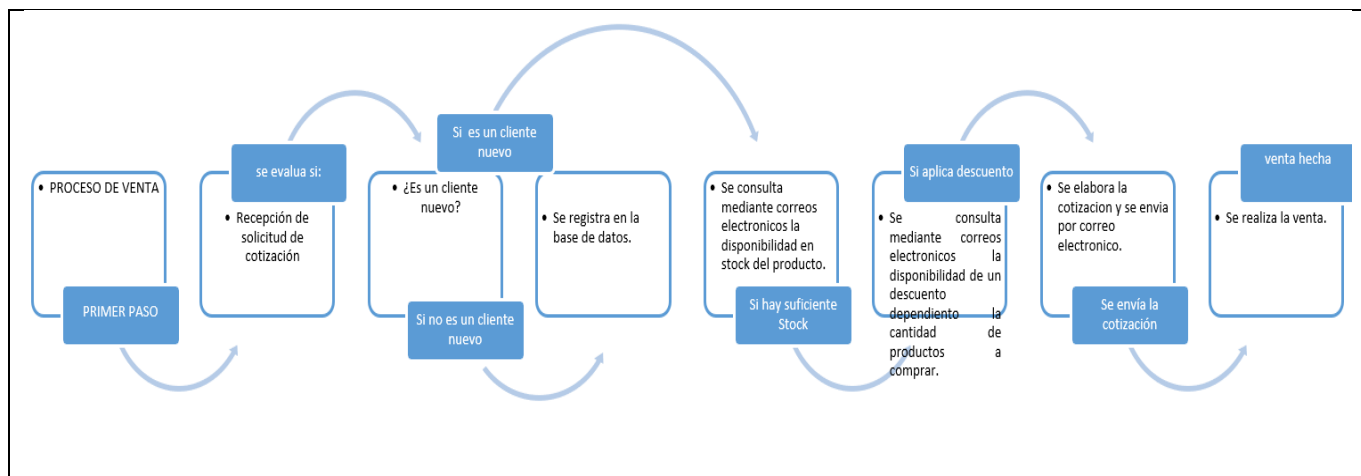 • PROCESO DE VENTA
PRIMER PASO
se evalua si:
• Recepción de
solicitud de
cotización
• ¿Es un cliente
nuevo?
Si no es un cliente
nuevo
Si es un cliente
nuevo
• Se registra en la
base de datos.
• Se consulta
mediante correos
electronicos la
disponibilidad en
stock del producto.
Si hay suficiente
Stock
Si aplica descuento
• Se consulta
mediante correos
electronicos la
disponibilidad de un
descuento
dependiento la
cantidad de
productos a
comprar.
• Se elabora la
cotizacion y se envia
por correo
electronico.
Se envía la
cotización
venta hecha
• Se realiza la venta.